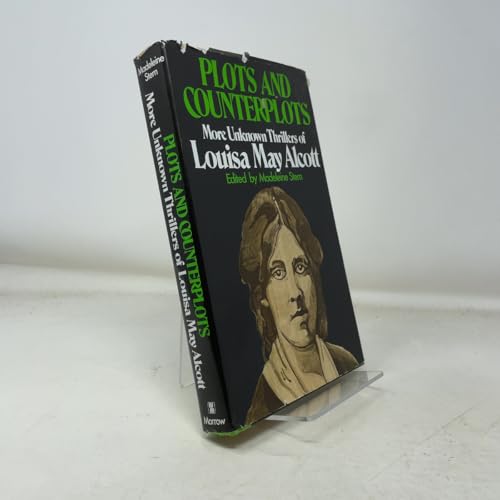 PLOTS AND
COUNTERPLOTS
More Unknown Thrillers of
Louisa May Alcott
Edited by Madeleine Stern
Madeleine
Stern
PLOTS AND COUNTERPLOTS
More Unknown Thrillers of Louisa May Alcott
Morrow